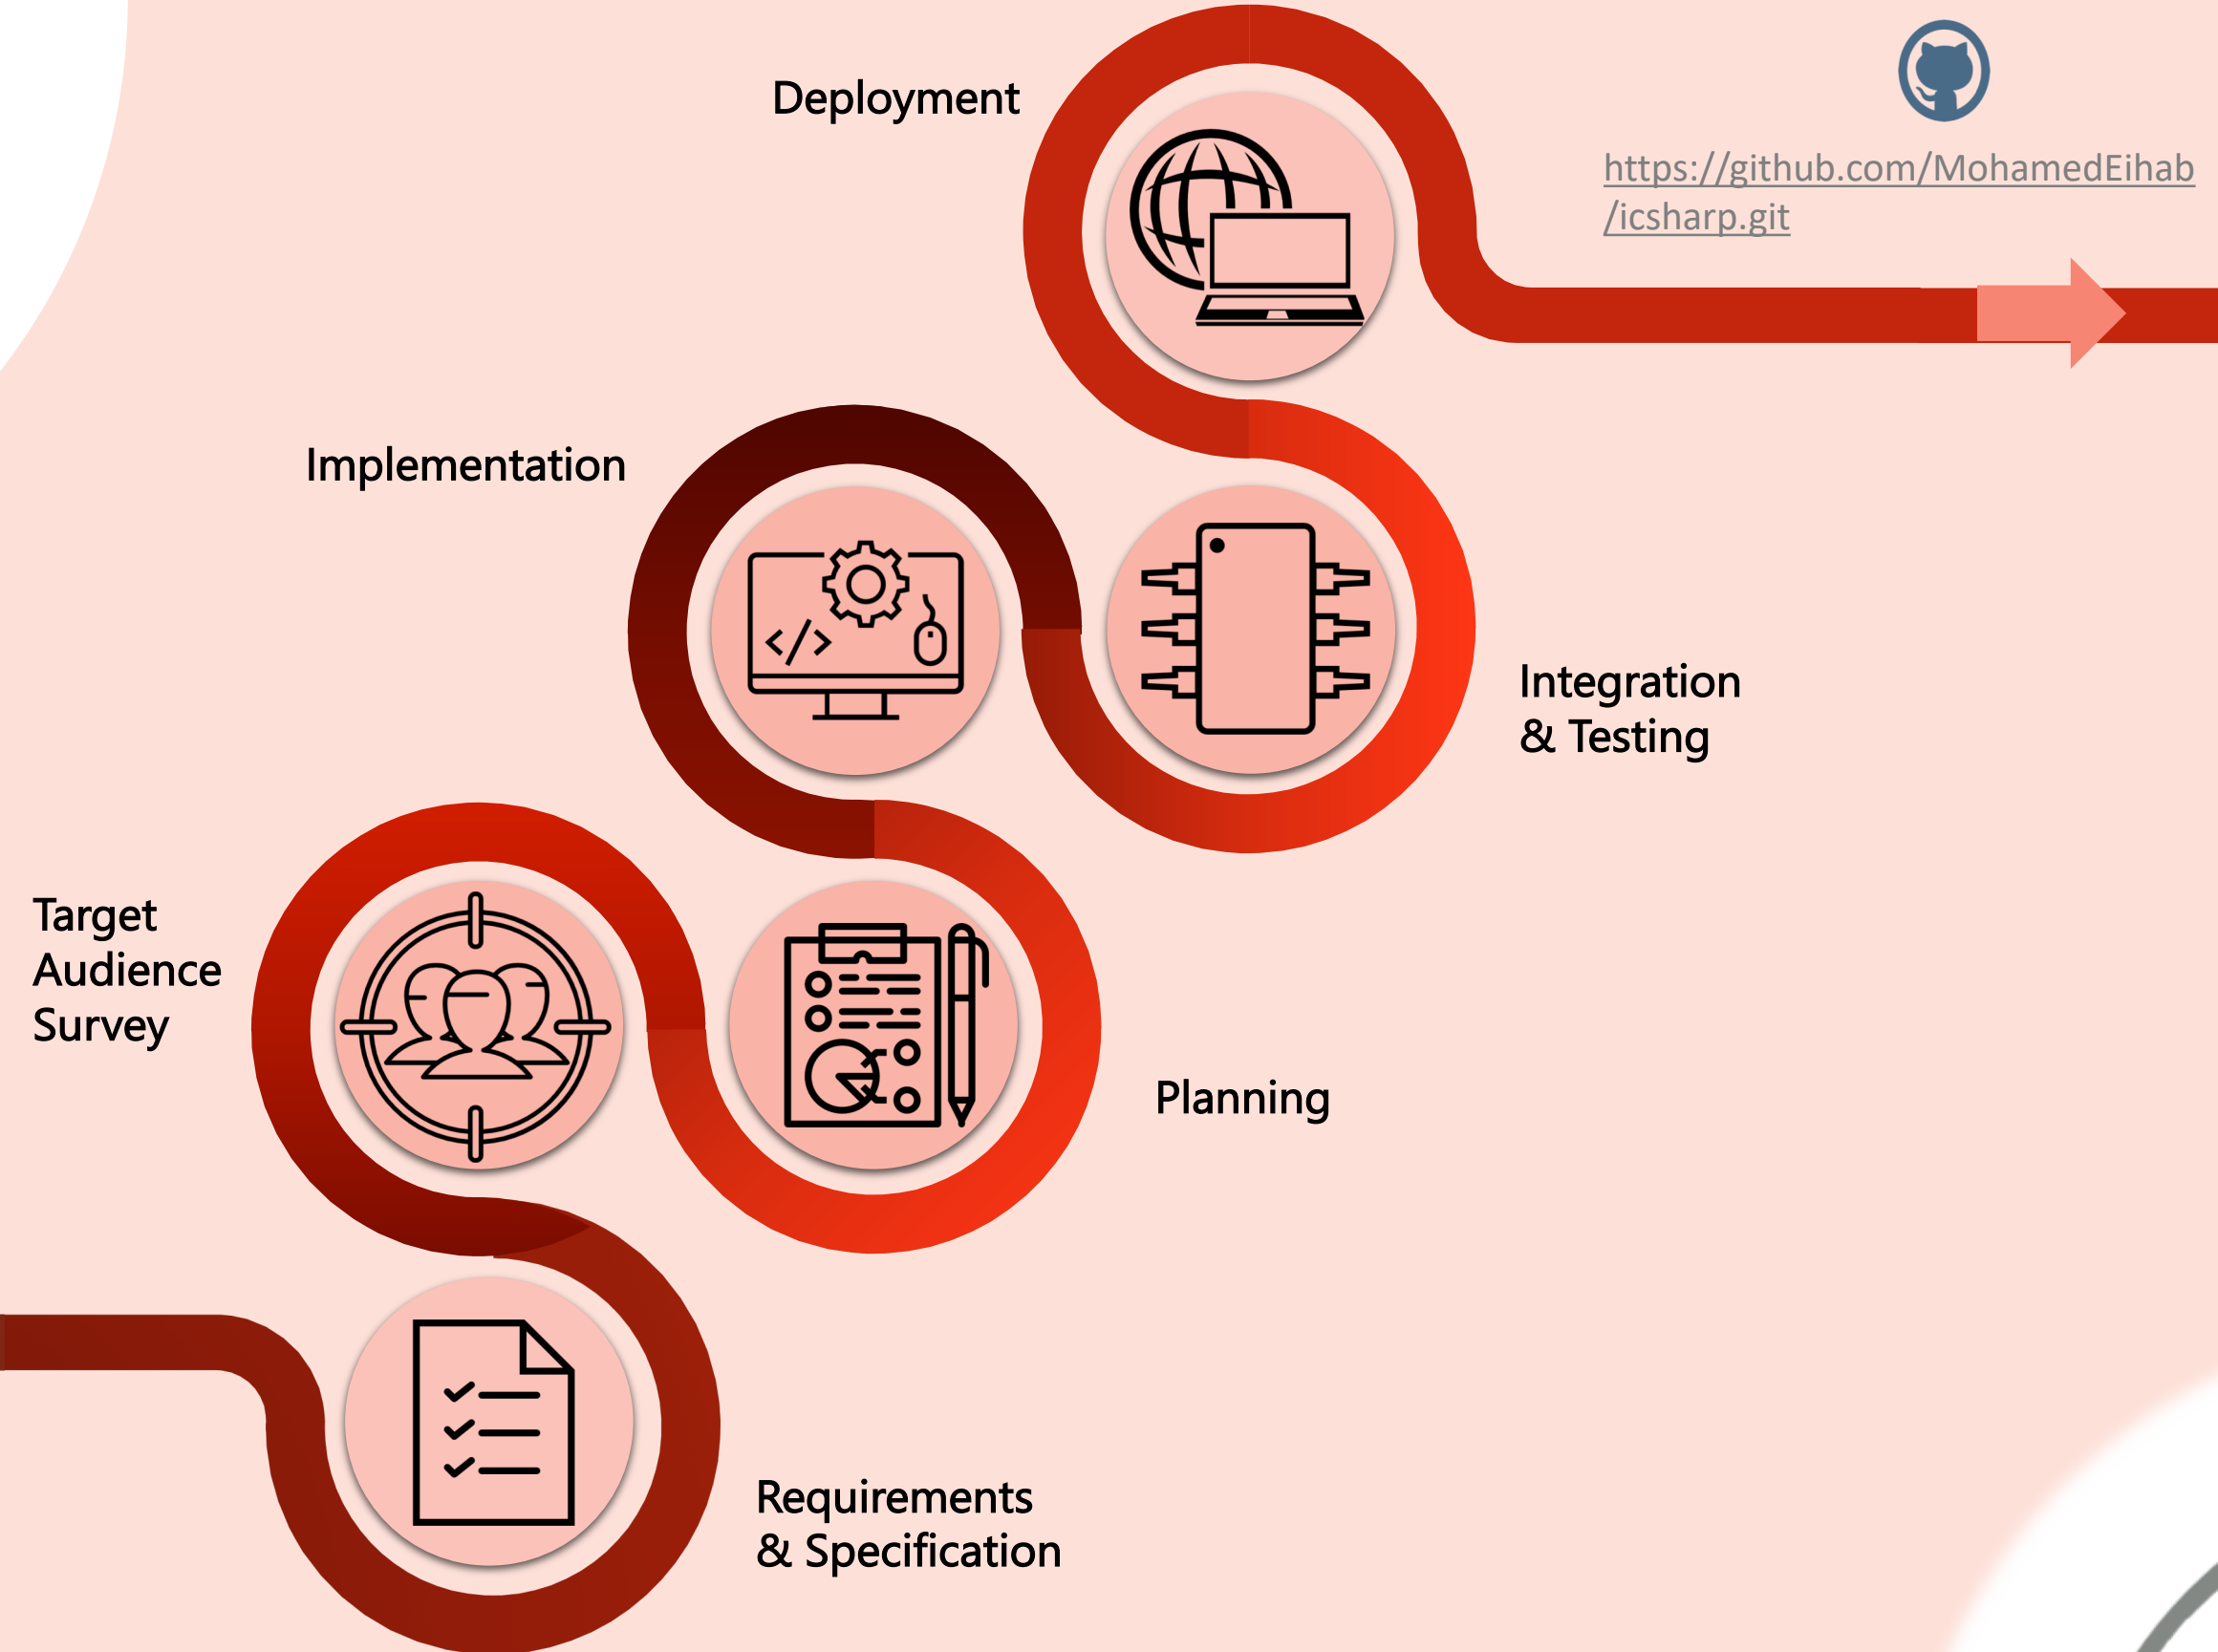 Deployment
https://github.com/MohamedEihab
/icsharp.git
Implementation
Integration
& Testing
Target
Audience
Survey
Planning
Requirements
& Specification